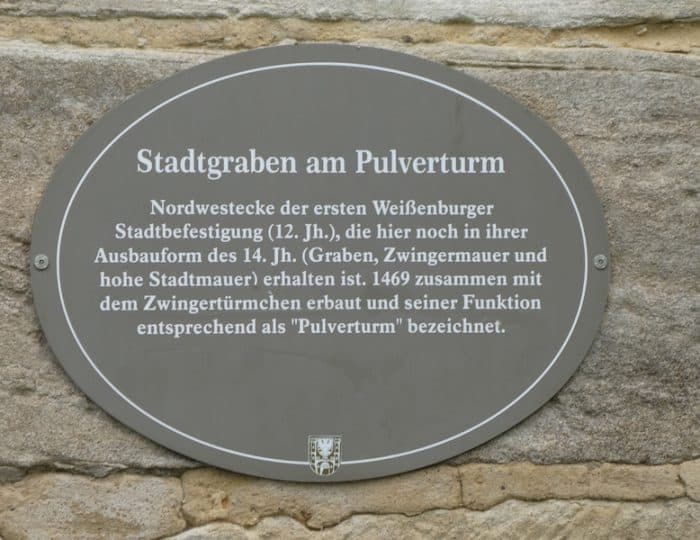 Stadtgraben am Pulverturm
Nordwestecke der ersten Weißenburger
Stadtbefestigung (12. Jh.), die hier noch in ihrer
Ausbauform des 14. Jh. (Graben, Zwingermauer und
hohe Stadtmauer) erhalten ist. 1469 zusammen mit
dem Zwingertürmchen erbaut und seiner Funktion
entsprechend als "Pulverturm" bezeichnet.